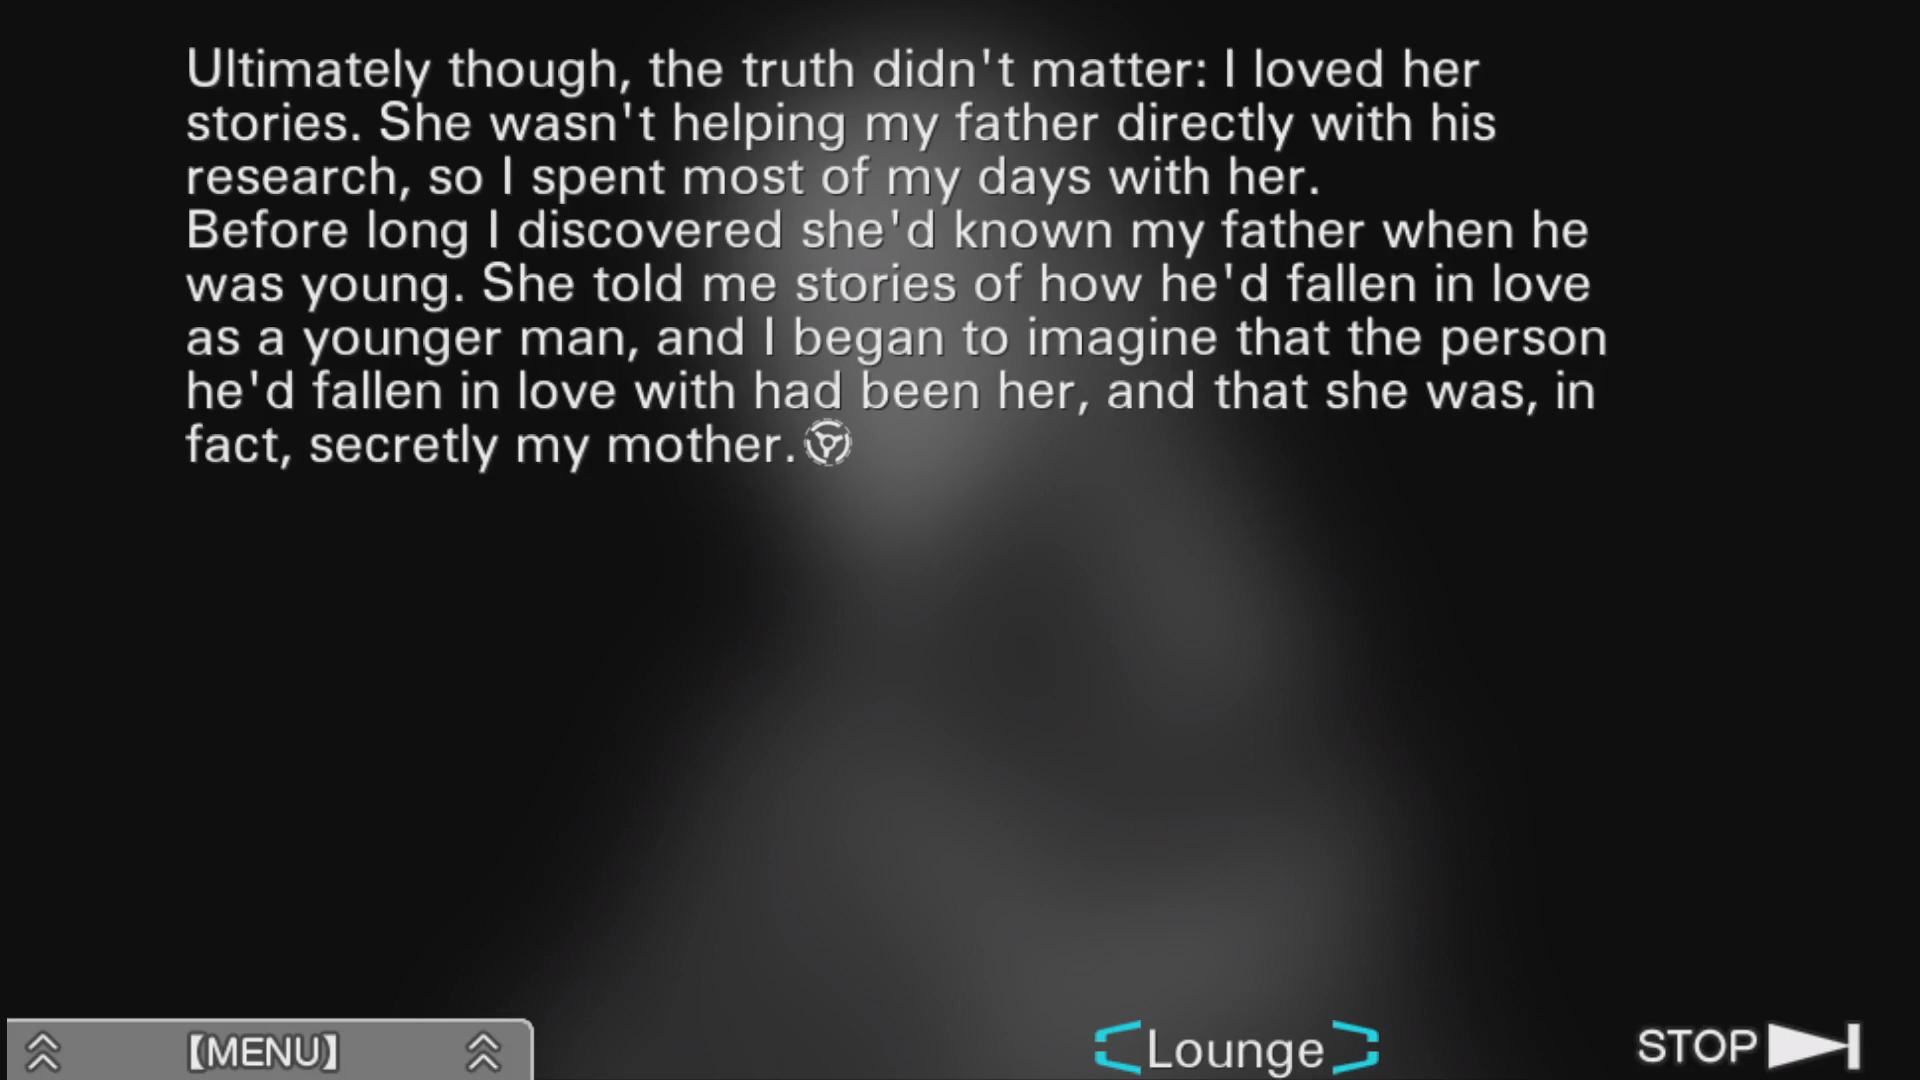 Ultimately though, the truth didn't matter: I loved her
stories. She wasn't helping my father directly with his
research, so I spent most of my days with her.
Before long I discovered she'd known my father when he
was young. She told me stories of how he'd fallen in love
as a younger man, and I began to imagine that the person
he'd fallen in love with had been her, and that she was, in
fact, secretly my mother.
【MENU】
Lounge
STOP